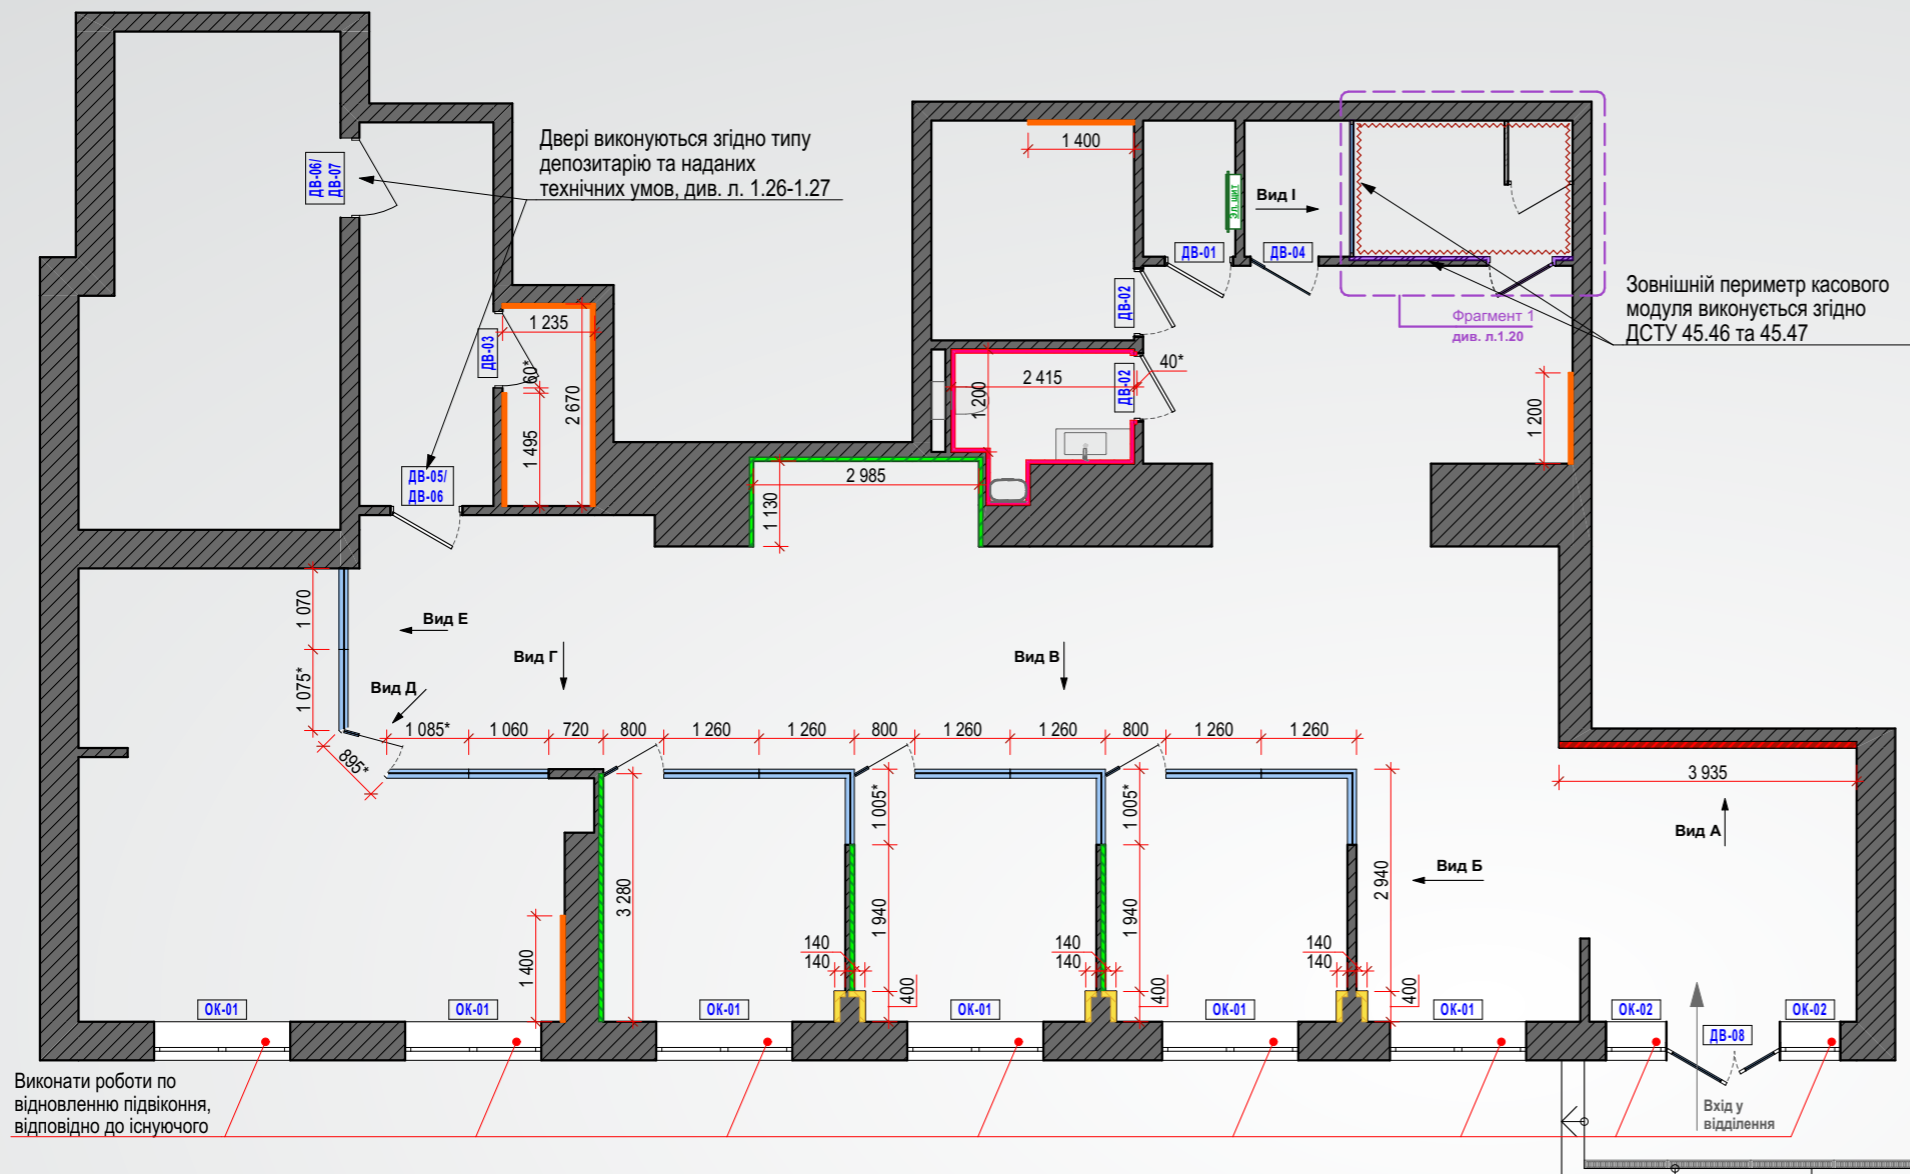 Двері виконуються згідно типу
депозитарію та наданих
технічних умов, див. л. 1.26-1.27
ДВ-06/
ДВ-07
1 400
Эл. щит
Вид І
ДВ-01
ДВ-04
ДВ-02
Зовнішній периметр касового
модуля виконується згідно
ДСТУ 45.46 та 45.47
Фрагмент 1
див. л.1.20
1 235
ДВ-03
60*
2 670
1 495
2 415
1 200
ДВ-02
40*
1 200
ДВ-05/
ДВ-06
2 985
1 130
1 070
1 075*
Вид Е
Вид Г
Вид В
Вид Д
895*
1 085*
1 060
720
800
1 260
1 260
800
1 260
1 260
800
1 260
1 260
3 935
Вид А
Вид Б
3 280
1 005*
1 940
1 005*
1 940
2 940
1 400
140
140
400
140
140
400
140
140
400
ОК-01
ОК-01
ОК-01
ОК-01
ОК-01
ОК-01
ОК-02
ДВ-08
ОК-02
Виконати роботи по
відновленню підвіконня,
відповідно до існуючого
Вхід у
відділення